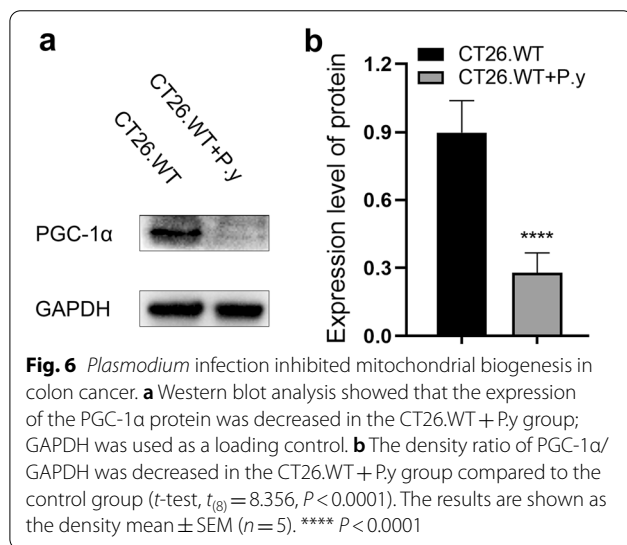 a
CT26.WT
CT26.WT+P.y
PGC-1α
GAPDH
b
CT26.WT
CT26.WT+P.y
Expression level of protein
1.2
0.9
0.6
0.3
0.0
****
Fig. 6 Plasmodium infection inhibited mitochondrial biogenesis in
colon cancer. a Western blot analysis showed that the expression
of the PGC-1α protein was decreased in the CT26.WT + P.y group;
GAPDH was used as a loading control. b The density ratio of PGC-1α/
GAPDH was decreased in the CT26.WT + P.y group compared to the
control group (t-test, t(8) = 8.356, P < 0.0001). The results are shown as
the density mean ± SEM (n = 5). **** P < 0.0001